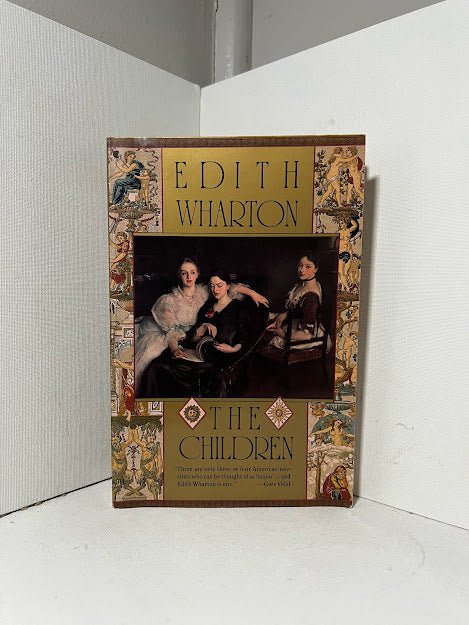 EDITH
WHARTON
THE
CHILDREN
"There are only three or four American nov-
elists who can be thought of as 'major'—and
Edith Wharton is one." —Gore Vidal